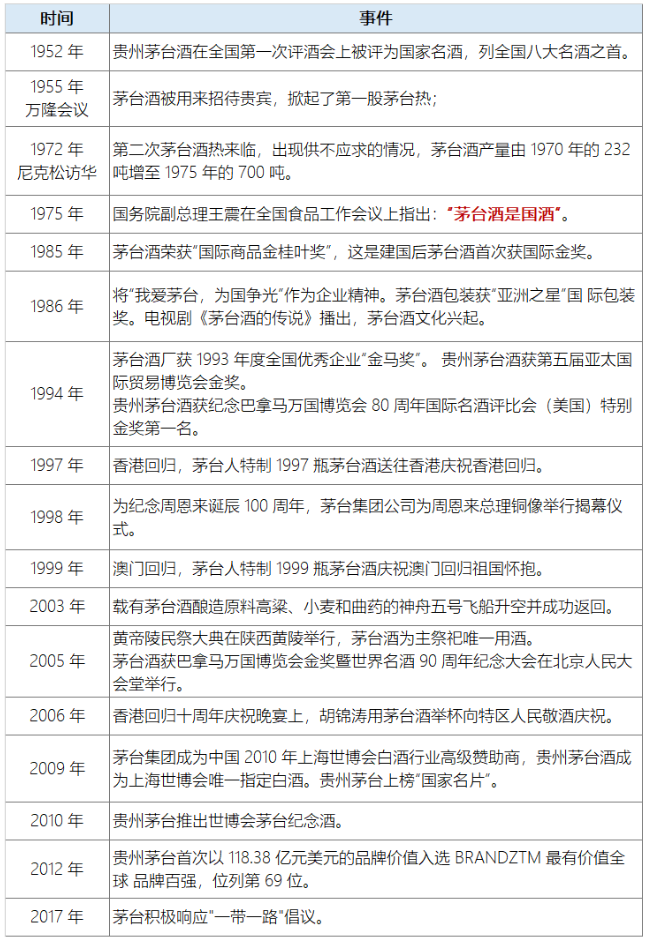 时间 事件
1952 年 贵州茅台酒在全国第一次评酒会上被评为国家名酒，列全国八大名酒之首。
1955 年
万隆会议
茅台酒被用来招待贵宾，掀起了第一股茅台热；
1972 年
尼克松访华
第二次茅台酒热来临，出现供不应求的情况，茅台酒产量由 1970 年的 232
吨增至 1975 年的 700 吨。
1975 年 国务院副总理王震在全国食品工作会议上指出：“茅台酒是国酒”。
1985 年 茅台酒荣获“国际商品金桂叶奖”，这是建国后茅台酒首次获国际金奖。
1986 年
将“我爱茅台，为国争光”作为企业精神。茅台酒包装获“亚洲之星”国 际包装
奖。电视剧《茅台酒的传说》播出，茅台酒文化兴起。
1994 年
茅台酒厂获 1993 年度全国优秀企业“金马奖”。 贵州茅台酒获第五届亚太国
际贸易博览会金奖。
贵州茅台酒获纪念巴拿马万国博览会 80 周年国际名酒评比会（美国）特别
金奖第一名。
1997 年 香港回归，茅台人特制 1997 瓶茅台酒送往香港庆祝香港回归。
1998 年
为纪念周恩来诞辰 100 周年，茅台集团公司为周恩来总理铜像举行揭幕仪
式。
1999 年 澳门回归，茅台人特制 1999 瓶茅台酒庆祝澳门回归祖国怀抱。
2003 年 载有茅台酒酿造原料高粱、小麦和曲药的神舟五号飞船升空并成功返回。
2005 年
黄帝陵民祭大典在陕西黄陵举行，茅台酒为主祭祀唯一用酒。
茅台酒获巴拿马万国博览会金奖暨世界名酒 90 周年纪念大会在北京人民大
会堂举行。
2006 年 香港回归十周年庆祝晚宴上，胡锦涛用茅台酒举杯向特区人民敬酒庆祝。
2009 年
茅台集团成为中国 2010 年上海世博会白酒行业高级赞助商，贵州茅台酒成
为上海世博会唯一指定白酒。贵州茅台上榜“国家名片”。
2010 年 贵州茅台推出世博会茅台纪念酒。
2012 年
贵州茅台首次以 118.38 亿元美元的品牌价值入选 BRANDZTM 最有价值全
球 品牌百强，位列第 69 位。
2017 年 茅台积极响应"一带一路"倡议。